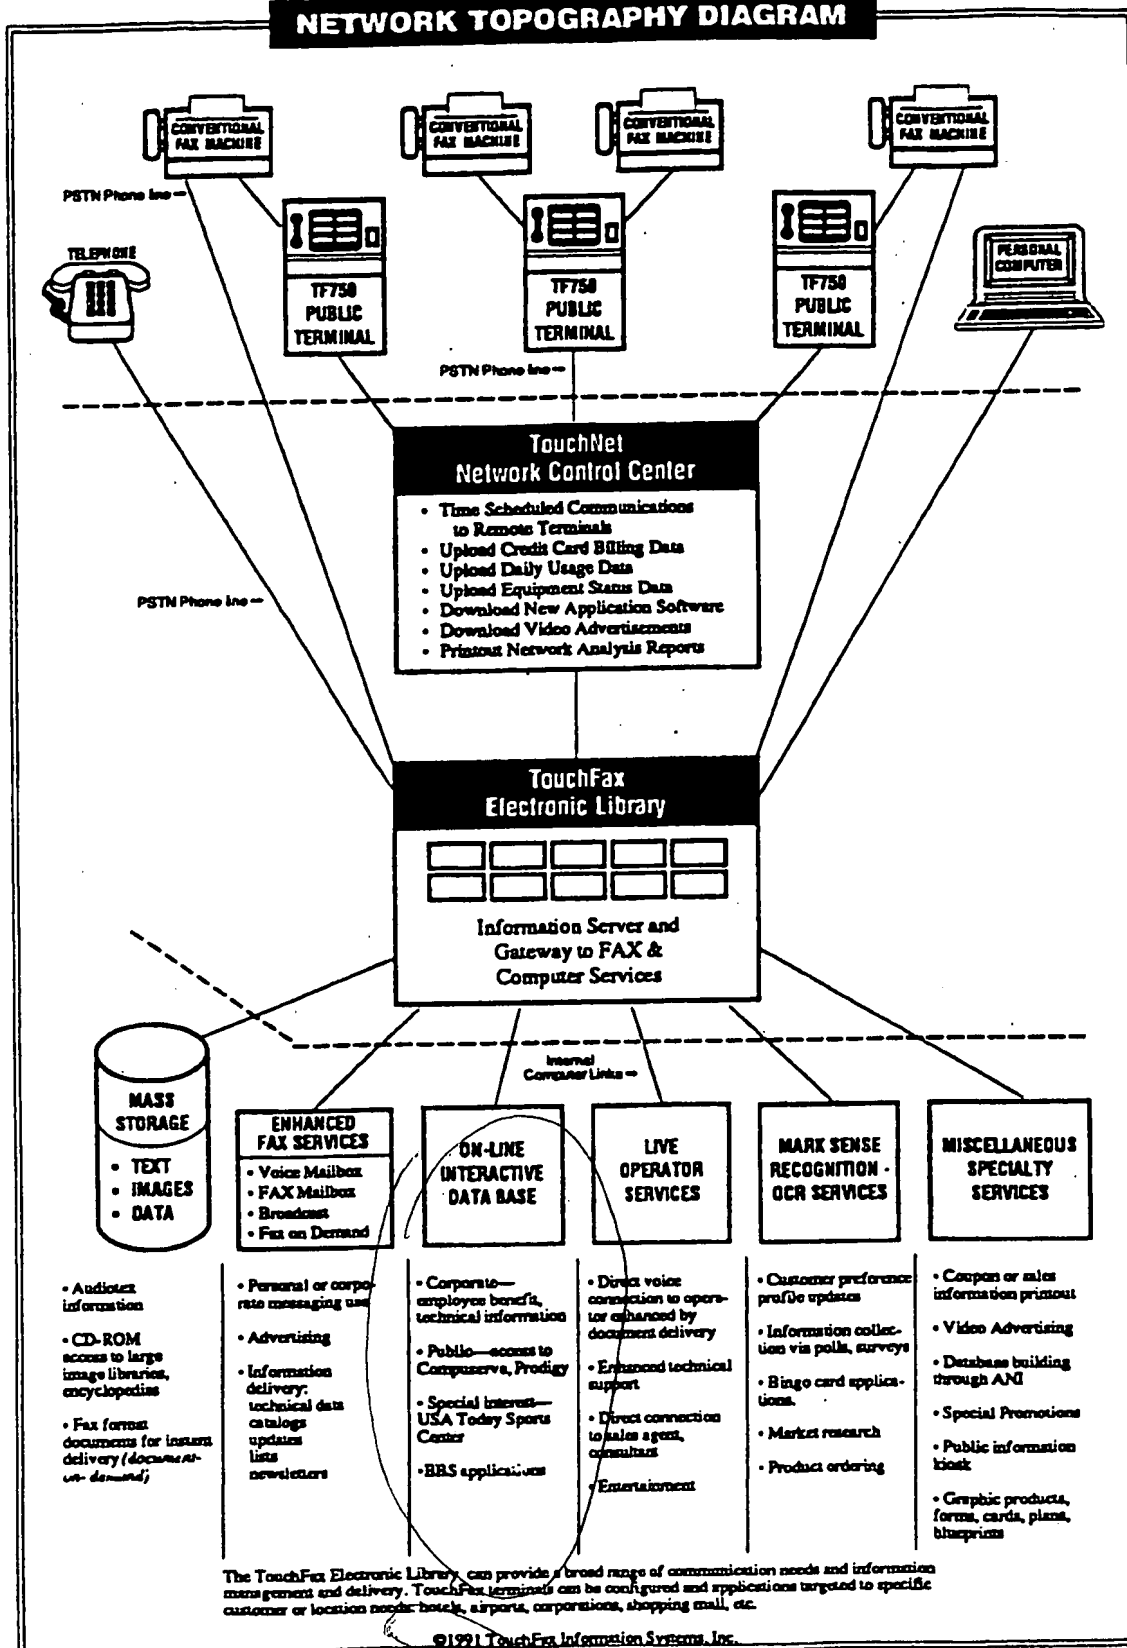 NETWORK TOPOGRAPHY DIAGRAM
CONVENTIONAL
FAX MACHINE
CONVENTIONAL
FAX MACHINE
CONVENTIONAL
FAX MACHINE
CONVENTIONAL
FAX MACHINE
PSTN Phone line
TELEPHONE
TF750
PUBLIC
TERMINAL
TF750
PUBLIC
TERMINAL
TF750
PUBLIC
TERMINAL
PERSONAL
COMPUTER
PSTN Phone line
TouchNet
Network Control Center
• Time Scheduled Communications
to Remote Terminals
• Upload Credit Card Billing Data
• Upload Daily Usage Data
• Upload Equipment Status Data
• Download New Application Software
• Download Video Advertisements
• Printout Network Analysis Reports
PSTN Phone line
TouchFax
Electronic Library
Information Server and
Gateway to FAX &
Computer Services
Internal
Computer Links
MASS
STORAGE
• TEXT
• IMAGES
• DATA
ENHANCED
FAX SERVICES
• Voice Mailbox
• FAX Mailbox
• Broadcast
• Fax on Demand
ON-LINE
INTERACTIVE
DATA BASE
LIVE
OPERATOR
SERVICES
MARK SENSE
RECOGNITION -
OCR SERVICES
MISCELLANEOUS
SPECIALTY
SERVICES
• Audiotex
information
• CD-ROM
access to large
image libraries,
encyclopedias
• Fax format
documents for instant
delivery (document-
on-demand)
• Personal or corpo-
rate messaging use
• Advertising
• Information
delivery:
technical data
catalogs
updates
lists
newsletters
• Corporate—
employee benefit,
technical information
• Public—access to
Compuserve, Prodigy
• Special interest—
USA Today Sports
Center
• BBS applications
• Direct voice
connection to opera-
tor enhanced by
document delivery
• Enhanced technical
support
• Direct connection
to sales agent,
consultant
• Entertainment
• Customer preference
profile updates
• Information collec-
tion via polls, surveys
• Bingo card applica-
tions.
• Market research
• Product ordering
• Coupon or sales
information printout
• Video Advertising
• Database building
through ANI
• Special Promotions
• Public information
kiosk
• Graphic products,
forms, cards, plans,
blueprints
The TouchFax Electronic Library can provide a broad range of communication needs and information
management and delivery. TouchFax terminals can be configured and applications targeted to specific
customer or location needs: hotels, airports, corporations, shopping mall, etc.
©1991 TouchFax Information Systems, Inc.